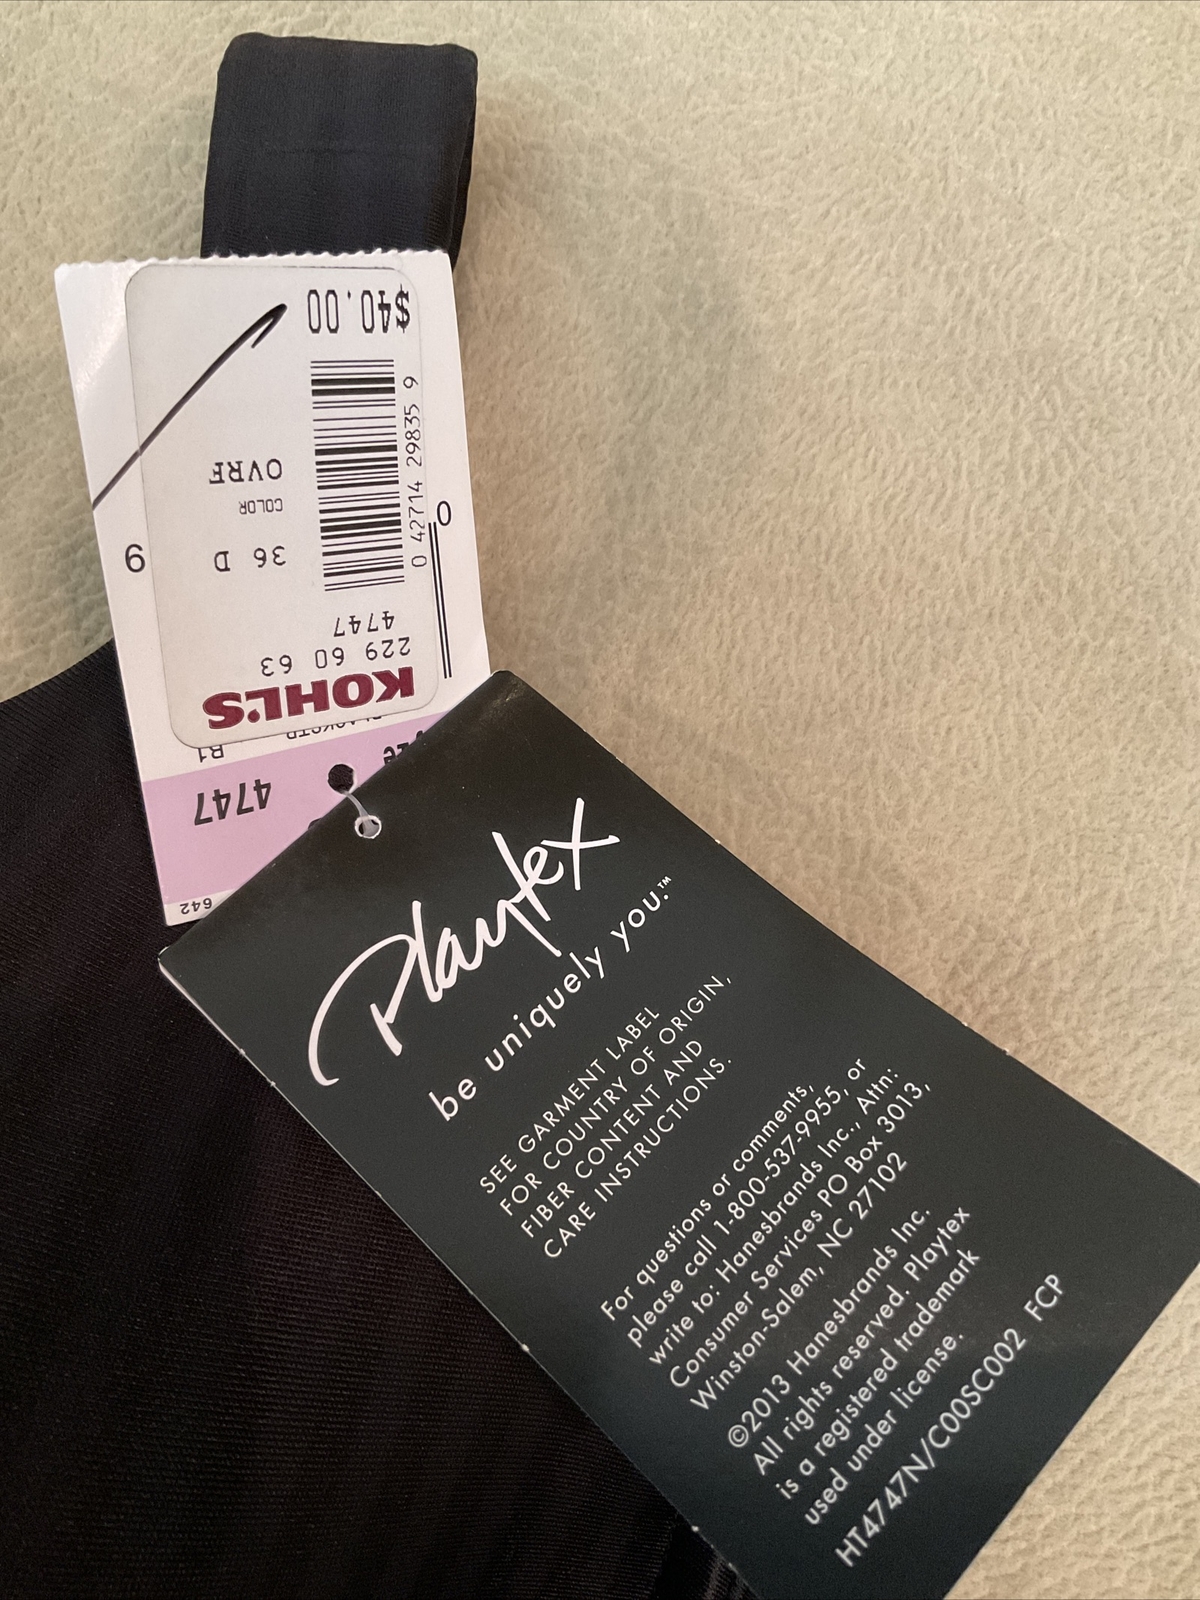 $40.00
0 42714 29835 9
OVRF
COLOR
36 D
4747
229 60 63
KOHL'S
0
9
B1
4747
642
Playtex
be uniquely you.™
SEE GARMENT LABEL
FOR COUNTRY OF ORIGIN,
FIBER CONTENT AND
CARE INSTRUCTIONS.
For questions or comments,
please call 1-800-537-9955, or
write to: Hanesbrands Inc., Attn:
Consumer Services PO Box 3013,
Winston-Salem, NC 27102
©2013 Hanesbrands Inc.
All rights reserved. Playtex
is a registered trademark
used under license.
HT4747N/C00SC002 FCP